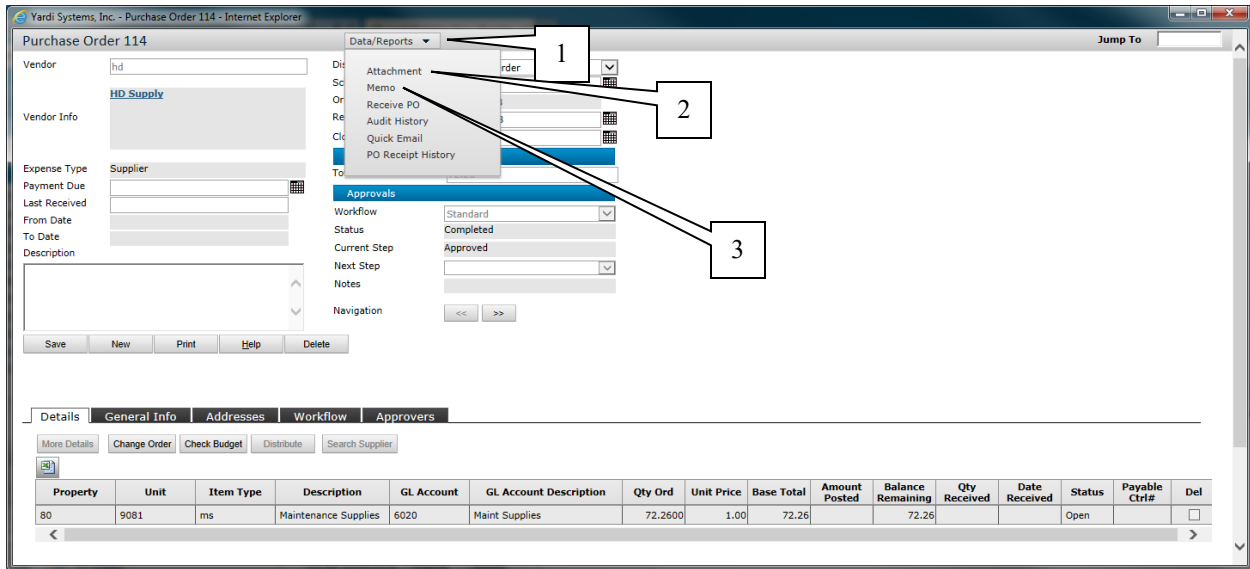 Yardi Systems, Inc. - Purchase Order 114 - Internet Explorer
Purchase Order 114 Data/Reports Jump To
1
2
3
Vendor hd
HD Supply
Vendor Info
Expense Type Supplier
Payment Due
Last Received
From Date
To Date
Description
Attachment
Memo
Receive PO
Audit History
Quick Email
PO Receipt History
Approvals
Workflow Standard
Status Completed
Current Step Approved
Next Step
Notes
Navigation << >>
Save New Print Help Delete
Details General Info Addresses Workflow Approvers
More Details Change Order Check Budget Distribute Search Supplier
Property Unit Item Type Description GL Account GL Account Description Qty Ord Unit Price Base Total Amount Posted Balance Remaining Qty Received Date Received Status Payable Ctrl# Del
80 9081 ms Maintenance Supplies 6020 Maint Supplies 72.2600 1.00 72.26 72.26 Open